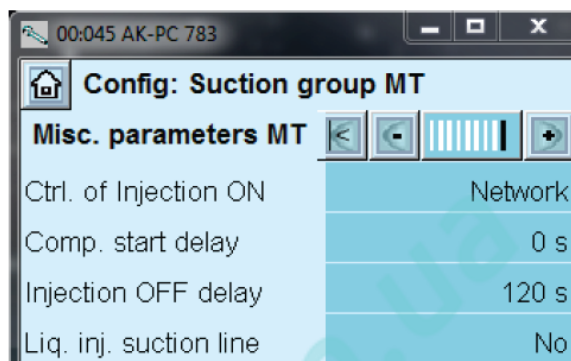 00:045 AK-PC 783
Config: Suction group MT
Misc. parameters MT
Ctrl. of Injection ON Network
Comp. start delay 0 s
Injection OFF delay 120 s
Liq. inj. suction line No